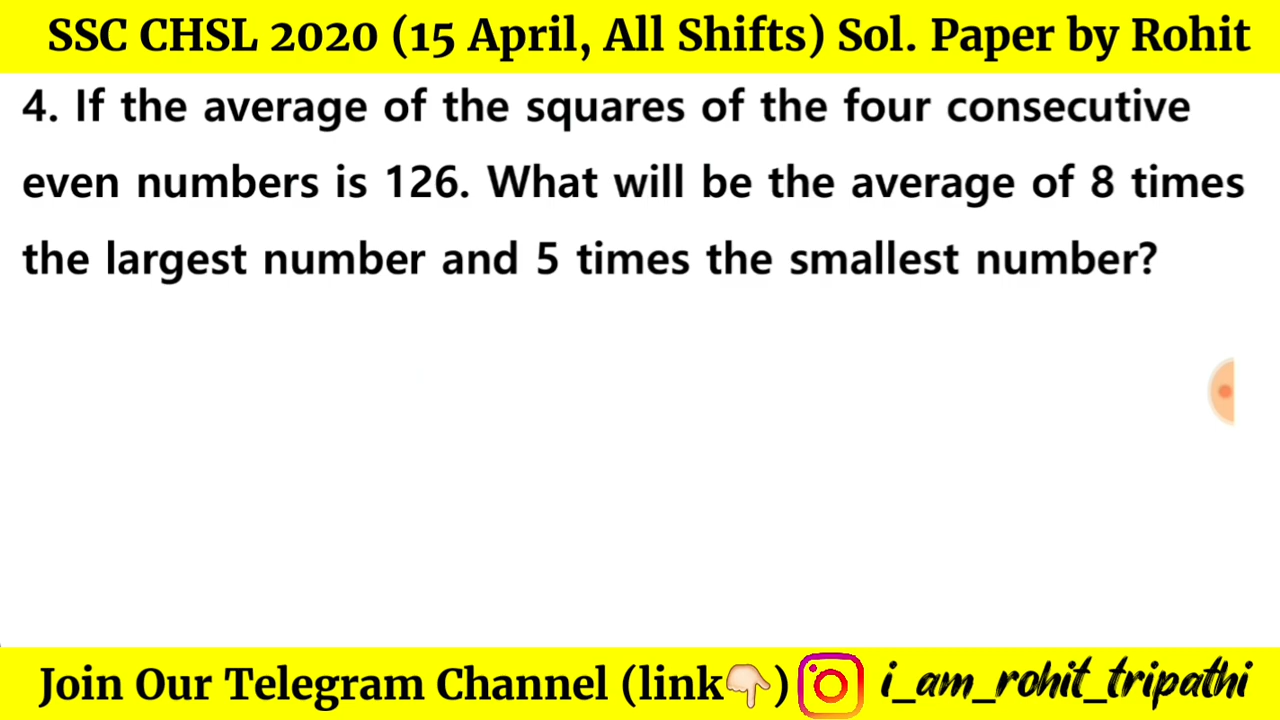 SSC CHSL 2020 (15 April, All Shifts) Sol. Paper by Rohit
4. If the average of the squares of the four consecutive
even numbers is 126. What will be the average of 8 times
the largest number and 5 times the smallest number?
Join Our Telegram Channel (link👇🏻) i_am_rohit_tripathi